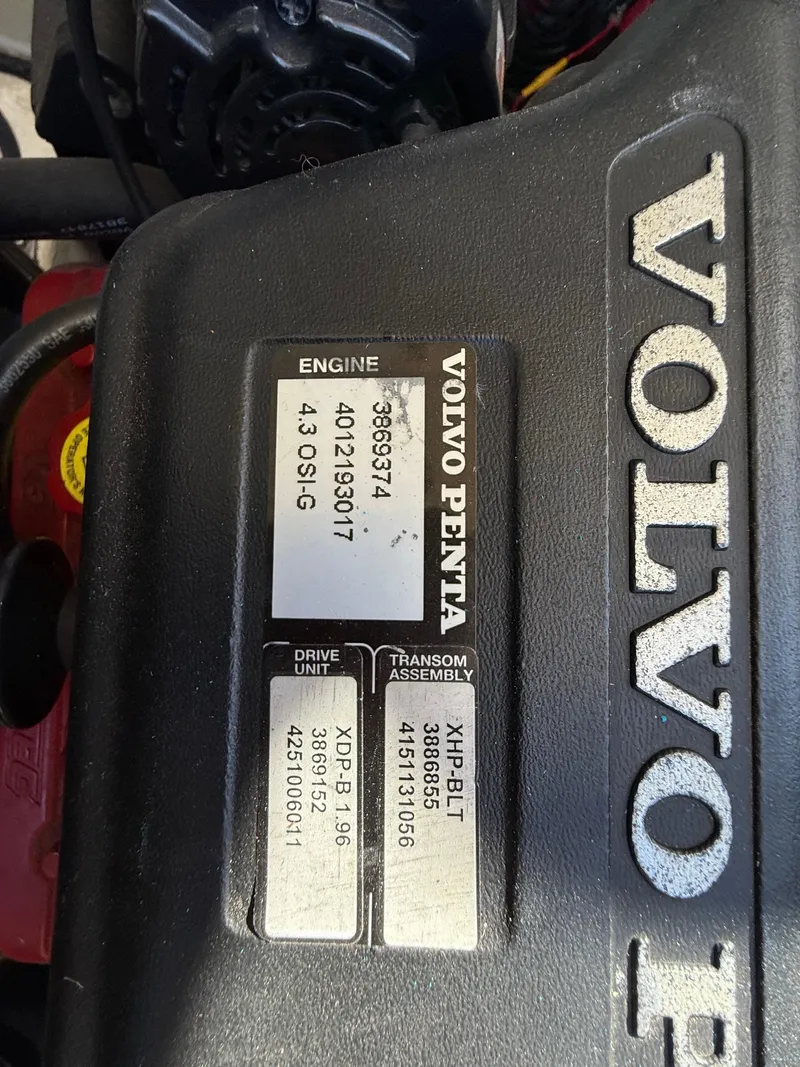 VOLVO P
VOLVO PENTA
ENGINE
3869374
4012193017
4.3 OSI-G
TRANSOM
ASSEMBLY
XHP-BLT
3886855
4151131056
DRIVE
UNIT
XDP-B 1.96
3869152
4251006011